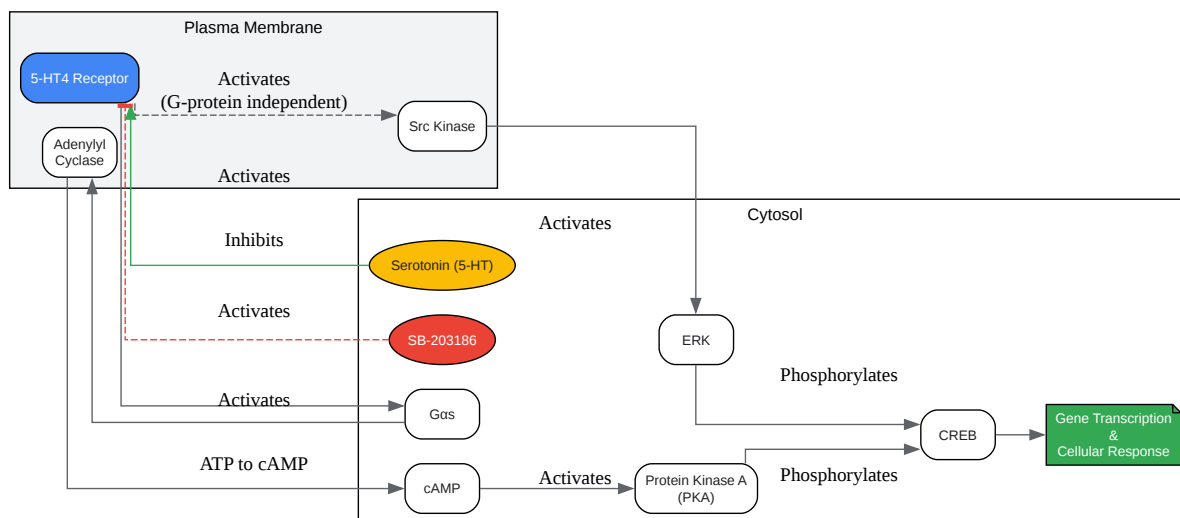 Plasma Membrane
5-HT4 Receptor
Activates
(G-protein independent)
Src Kinase
Adenylyl
Cyclase
Activates
Cytosol
Activates
Inhibits
Serotonin (5-HT)
Activates
SB-203186
ERK
Phosphorylates
Activates
Gαs
CREB
Gene Transcription
&
Cellular Response
ATP to cAMP
cAMP
Activates
Protein Kinase A
(PKA)
Phosphorylates